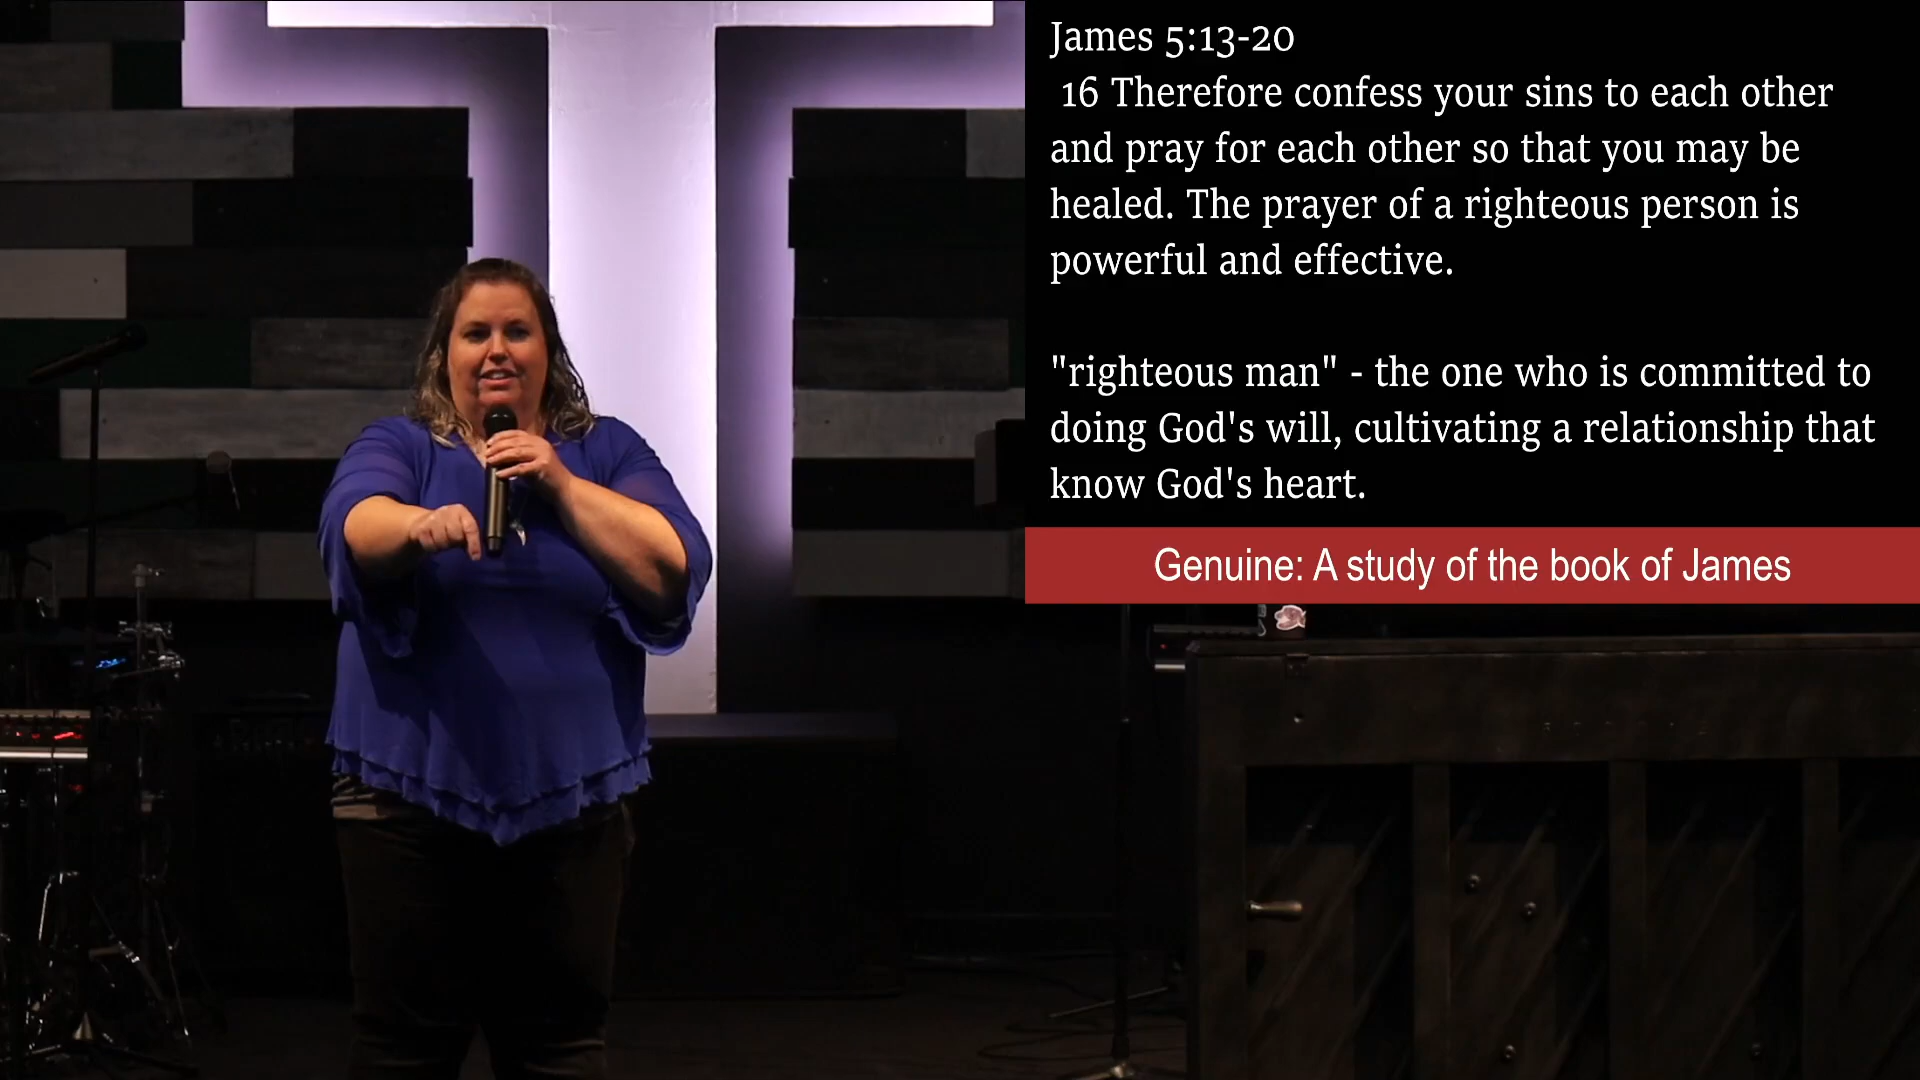 James 5:13-20
16 Therefore confess your sins to each other
and pray for each other so that you may be
healed. The prayer of a righteous person is
powerful and effective.
"righteous man" - the one who is committed to
doing God's will, cultivating a relationship that
know God's heart.
Genuine: A study of the book of James